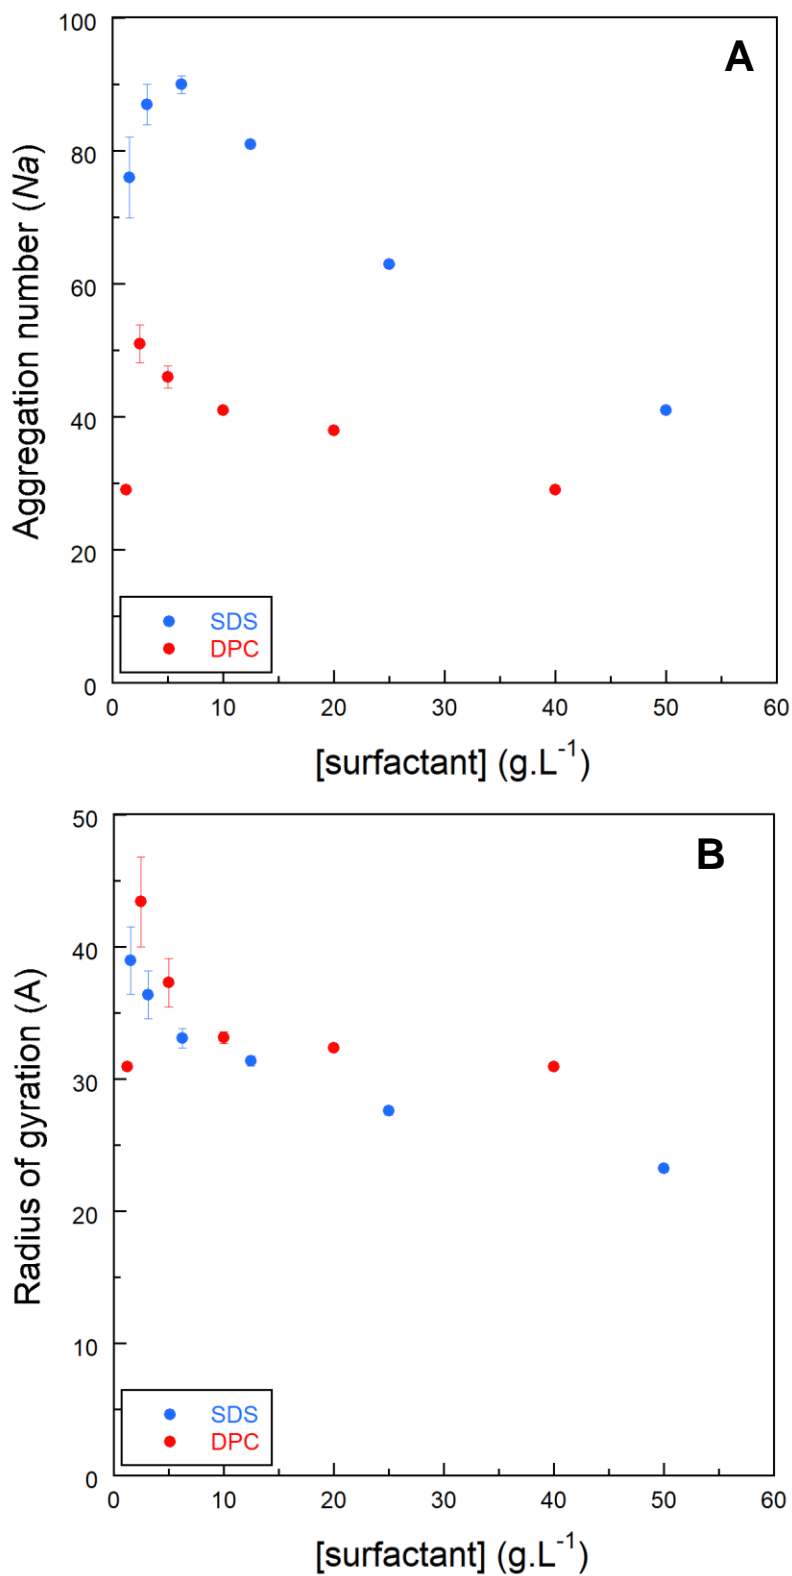 A
Aggregation number (Na)
100
80
60
40
20
0
SDS
DPC
0 10 20 30 40 50 60
[surfactant] (g.L-1)
B
Radius of gyration (A)
50
40
30
20
10
0
SDS
DPC
0 10 20 30 40 50 60
[surfactant] (g.L-1)